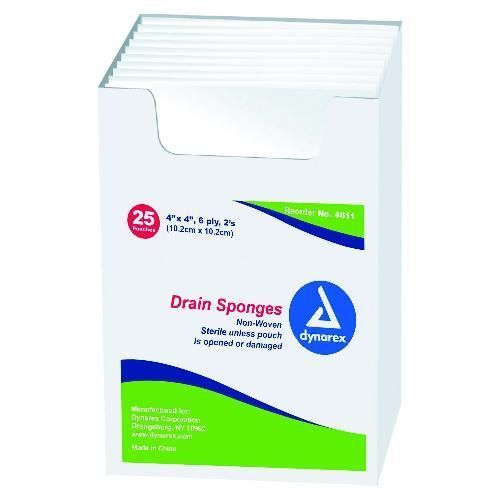 25
Pouches
4" x 4", 6 ply, 2's
(10.2cm x 10.2cm)
Reorder No. 4611
Drain Sponges
Non-Woven
Sterile unless pouch
Is opened or damaged
dynarex
Manufactured for:
Dynarex Corporation
Orangeburg, NY 10962
www.dynarex.com
Made in China